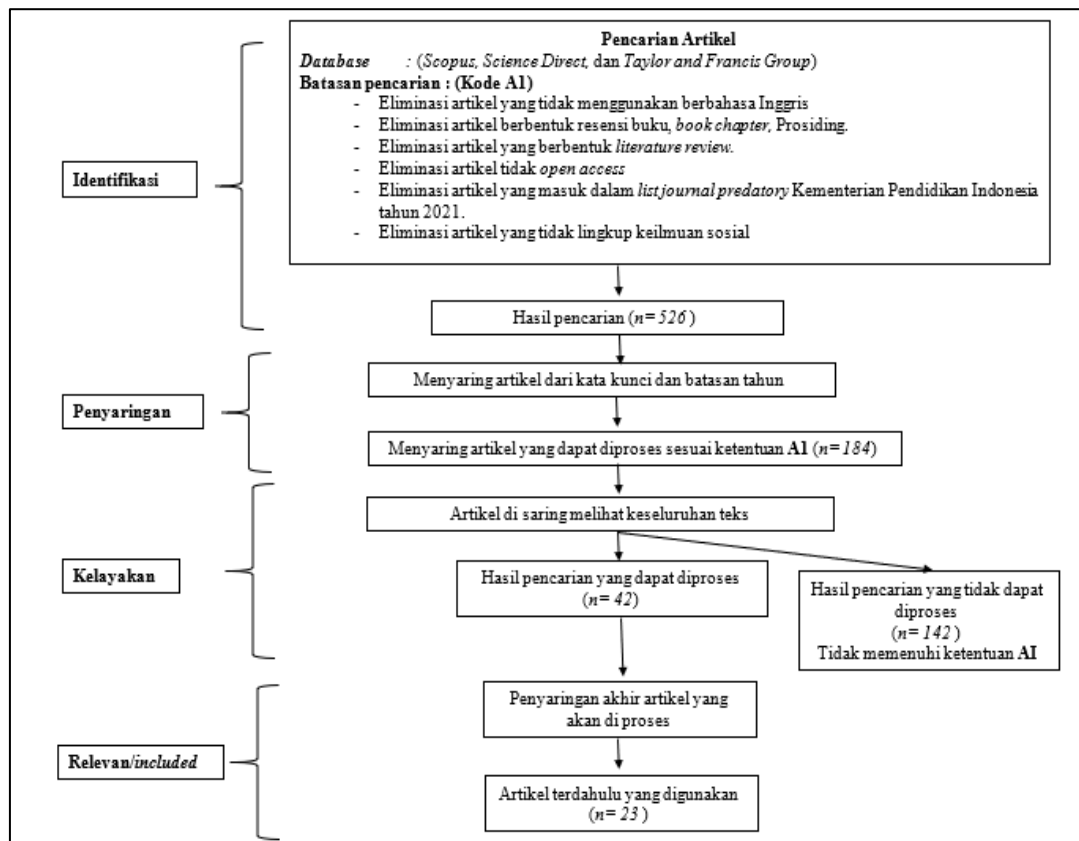 Pencarian Artikel
Database : (Scopus, Science Direct, dan Taylor and Francis Group)
Batasan pencarian : (Kode A1)
- Eliminasi artikel yang tidak menggunakan berbahasa Inggris
- Eliminasi artikel berbentuk resensi buku, book chapter, Prosiding.
- Eliminasi artikel yang berbentuk literature review.
- Eliminasi artikel tidak open access
- Eliminasi artikel yang masuk dalam list journal predatory Kementerian Pendidikan Indonesia
tahun 2021.
- Eliminasi artikel yang tidak lingkup keilmuan sosial
Identifikasi
Hasil pencarian (n= 526 )
Penyaringan
Menyaring artikel dari kata kunci dan batasan tahun
Menyaring artikel yang dapat diproses sesuai ketentuan A1 (n=184)
Kelayakan
Artikel di saring melihat keseluruhan teks
Hasil pencarian yang dapat diproses
(n= 42)
Hasil pencarian yang tidak dapat
diproses
(n= 142 )
Tidak memenuhi ketentuan AI
Relevan/included
Penyaringan akhir artikel yang
akan di proses
Artikel terdahulu yang digunakan
(n= 23 )